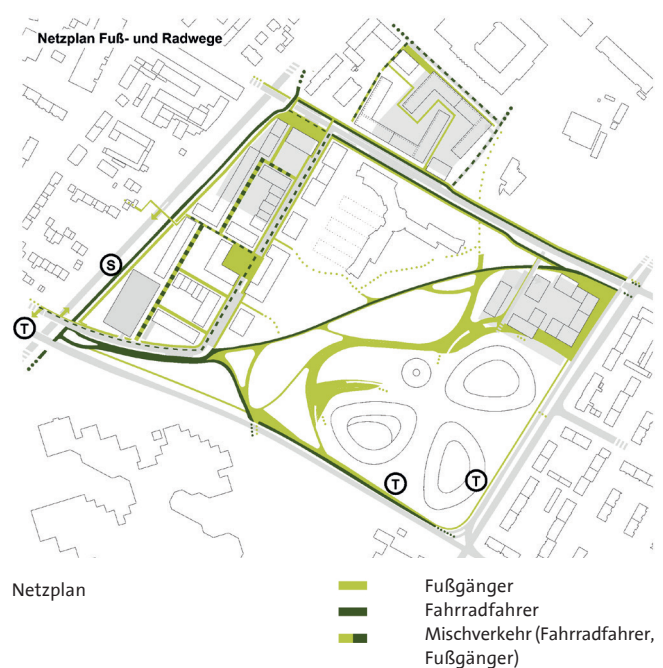 Netzplan Fuß- und Radwege
S
T
T
T
Netzplan
Fußgänger
Fahrradfahrer
Mischverkehr (Fahrradfahrer,
Fußgänger)